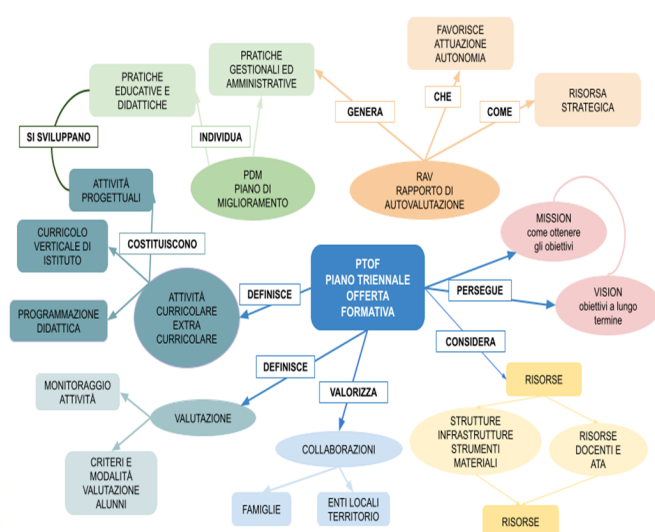 FAVORISCE
ATTUAZIONE
AUTONOMIA
PRATICHE
GESTIONALI ED
AMMINISTRATIVE
PRATICHE
EDUCATIVE E
DIDATTICHE
RISORSA
STRATEGICA
GENERA
CHE
COME
SI SVILUPPANO
INDIVIDUA
PDM
PIANO DI
MIGLIORAMENTO
RAV
RAPPORTO DI
AUTOVALUTAZIONE
ATTIVITÀ
PROGETTUALI
MISSION
come ottenere
gli obiettivi
CURRICOLO
VERTICALE DI
ISTITUTO
COSTITUISCONO
PTOF
PIANO TRIENNALE
OFFERTA
FORMATIVA
ATTIVITÀ
CURRICOLARE
EXTRA
CURRICOLARE
DEFINISCE
PERSEGUE
VISION
obiettivi a lungo
termine
PROGRAMMAZIONE
DIDATTICA
CONSIDERA
DEFINISCE
VALORIZZA
RISORSE
MONITORAGGIO
ATTIVITÀ
VALUTAZIONE
COLLABORAZIONI
STRUTTURE
INFRASTRUTTURE
STRUMENTI
MATERIALI
RISORSE
DOCENTI E
ATA
CRITERI E
MODALITÀ
VALUTAZIONE
ALUNNI
FAMIGLIE
ENTI LOCALI
TERRITORIO
RISORSE